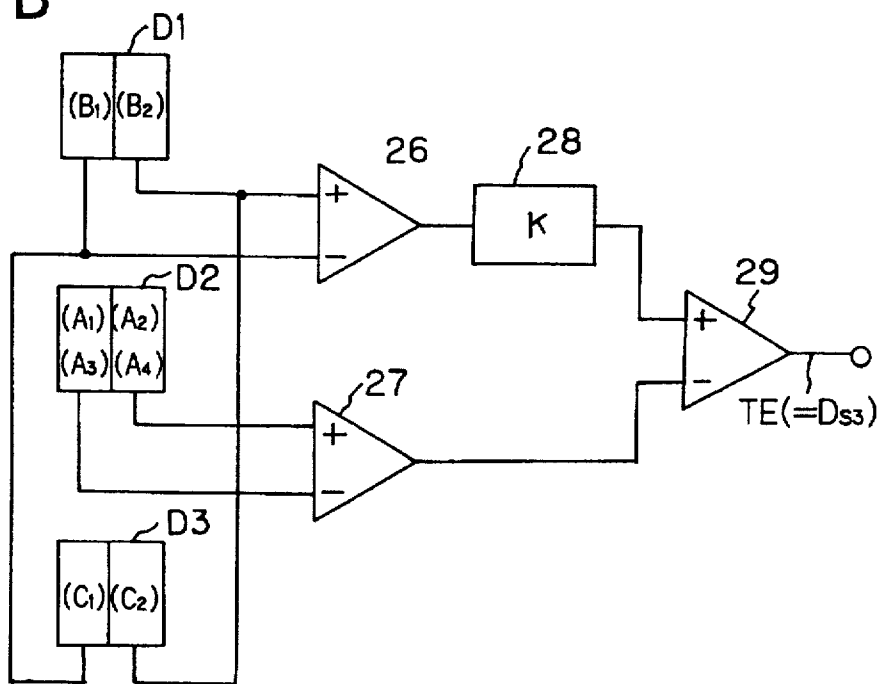 B
D1
(B₁) (B₂)
26
28
+
−
K
D2
(A₁) (A₂)
(A₃) (A₄)
29
+
−
TE(=DS3)
27
+
−
D3
(C₁) (C₂)